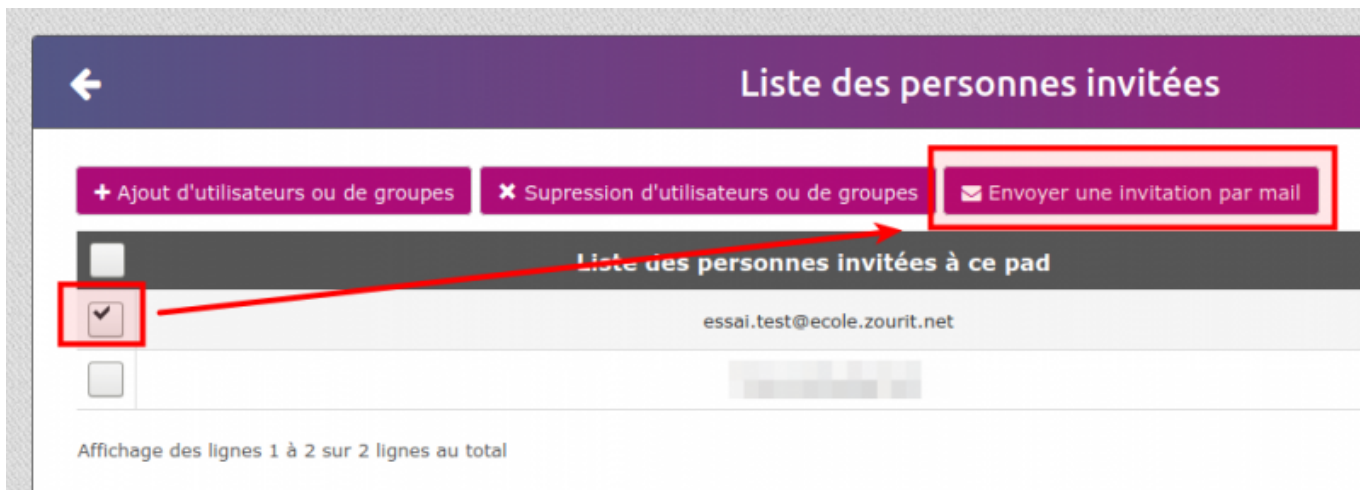 Liste des personnes invitées
Ajout d'utilisateurs ou de groupes Supression d'utilisateurs ou de groupes Envoyer une invitation par mail
Liste des personnes invitées à ce pad
essai.test@ecole.zourit.net
Affichage des lignes 1 à 2 sur 2 lignes au total